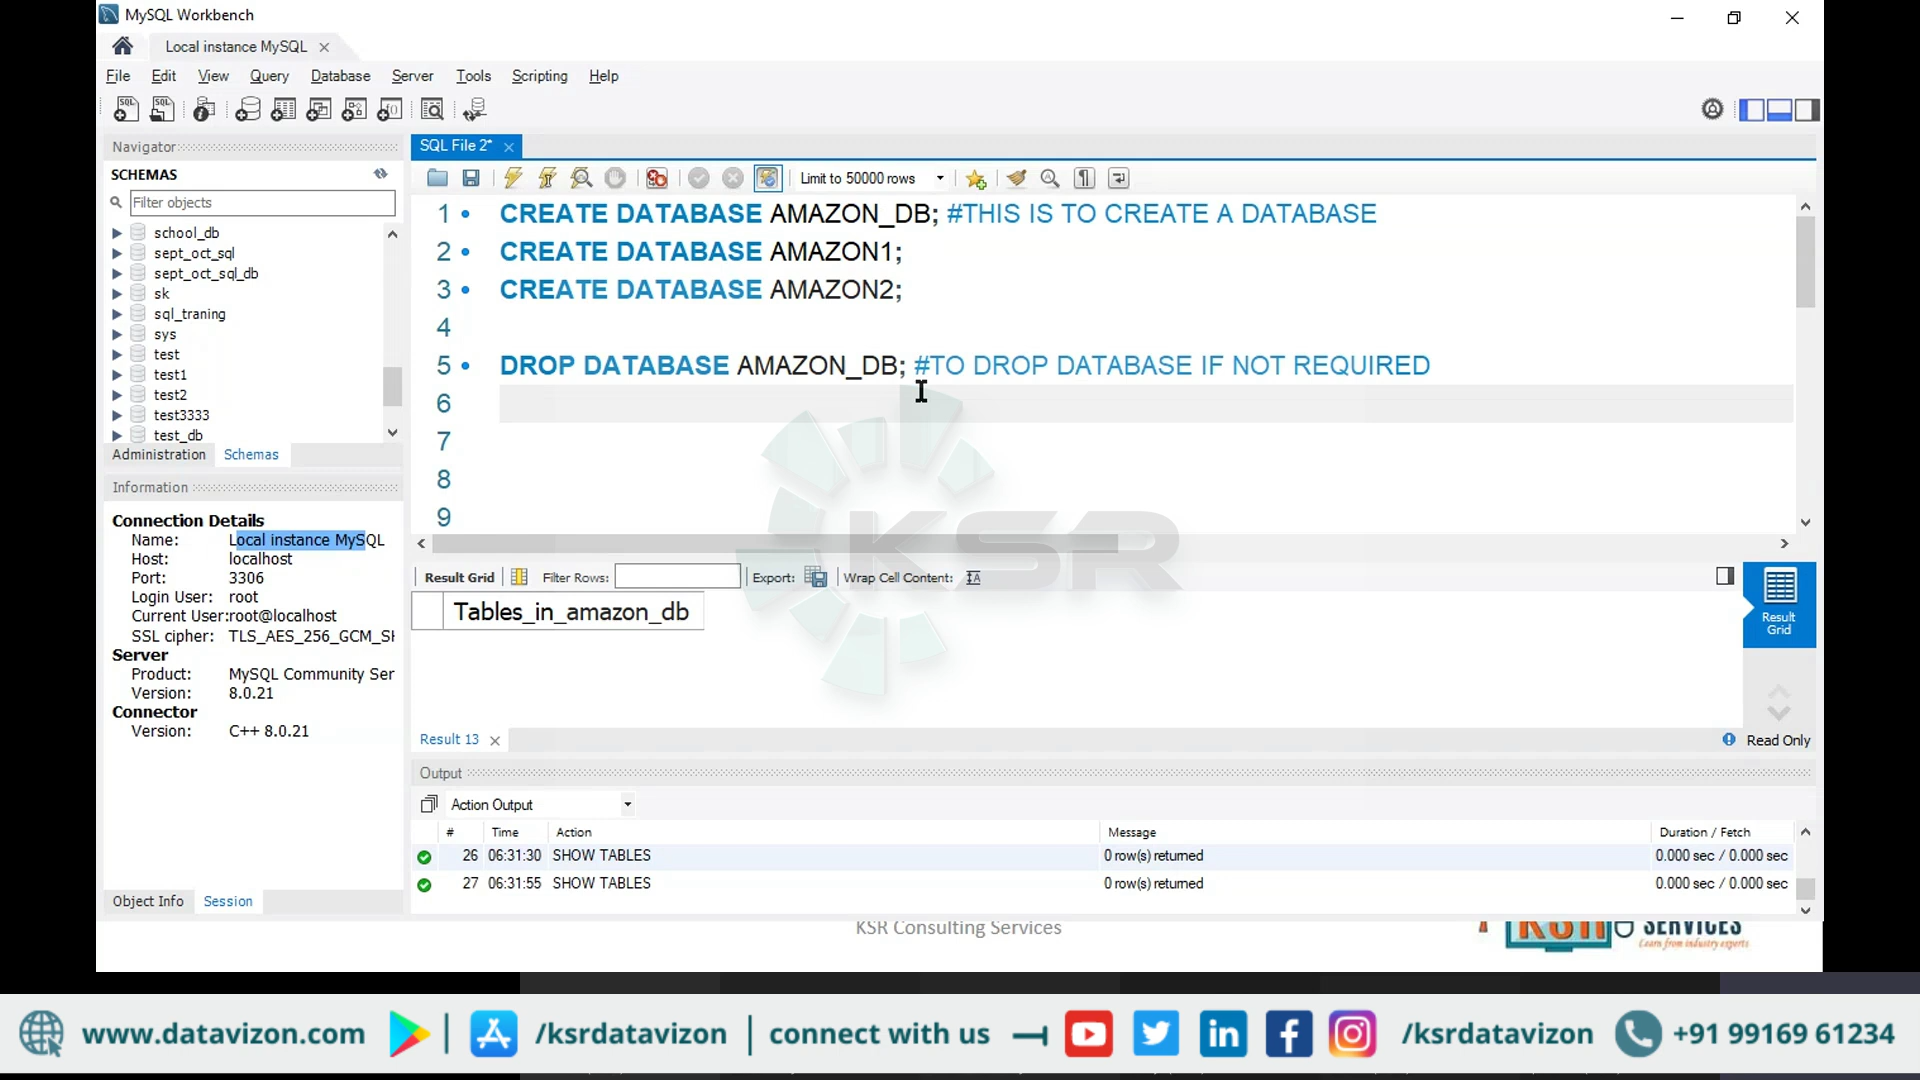 MySQL Workbench
Local instance MySQL
File Edit View Query Database Server Tools Scripting Help
Navigator
SCHEMAS
Filter objects
school_db
sept_oct_sql
sept_oct_sql_db
sk
sql_traning
sys
test
test1
test2
test3333
test_db
Administration Schemas
Information
Connection Details
Name: Local instance MySQL
Host: localhost
Port: 3306
Login User: root
Current User: root@localhost
SSL cipher: TLS_AES_256_GCM_SH
Server
Product: MySQL Community Ser
Version: 8.0.21
Connector
Version: C++ 8.0.21
Object Info Session
SQL File 2*
Limit to 50000 rows
1 CREATE DATABASE AMAZON_DB; #THIS IS TO CREATE A DATABASE
2 CREATE DATABASE AMAZON1;
3 CREATE DATABASE AMAZON2;
4
5 DROP DATABASE AMAZON_DB; #TO DROP DATABASE IF NOT REQUIRED
6
7
8
9
KSR
Result Grid Filter Rows: Export: Wrap Cell Content:
Tables_in_amazon_db
Result Grid
Result 13
Read Only
Output
Action Output
# Time Action Message Duration / Fetch
26 06:31:30 SHOW TABLES 0 row(s) returned 0.000 sec / 0.000 sec
27 06:31:55 SHOW TABLES 0 row(s) returned 0.000 sec / 0.000 sec
KSR Consulting Services
KSR SERVICES
Learn from industry experts
www.datavizon.com | /ksrdatavizon | connect with us /ksrdatavizon +91 99169 61234